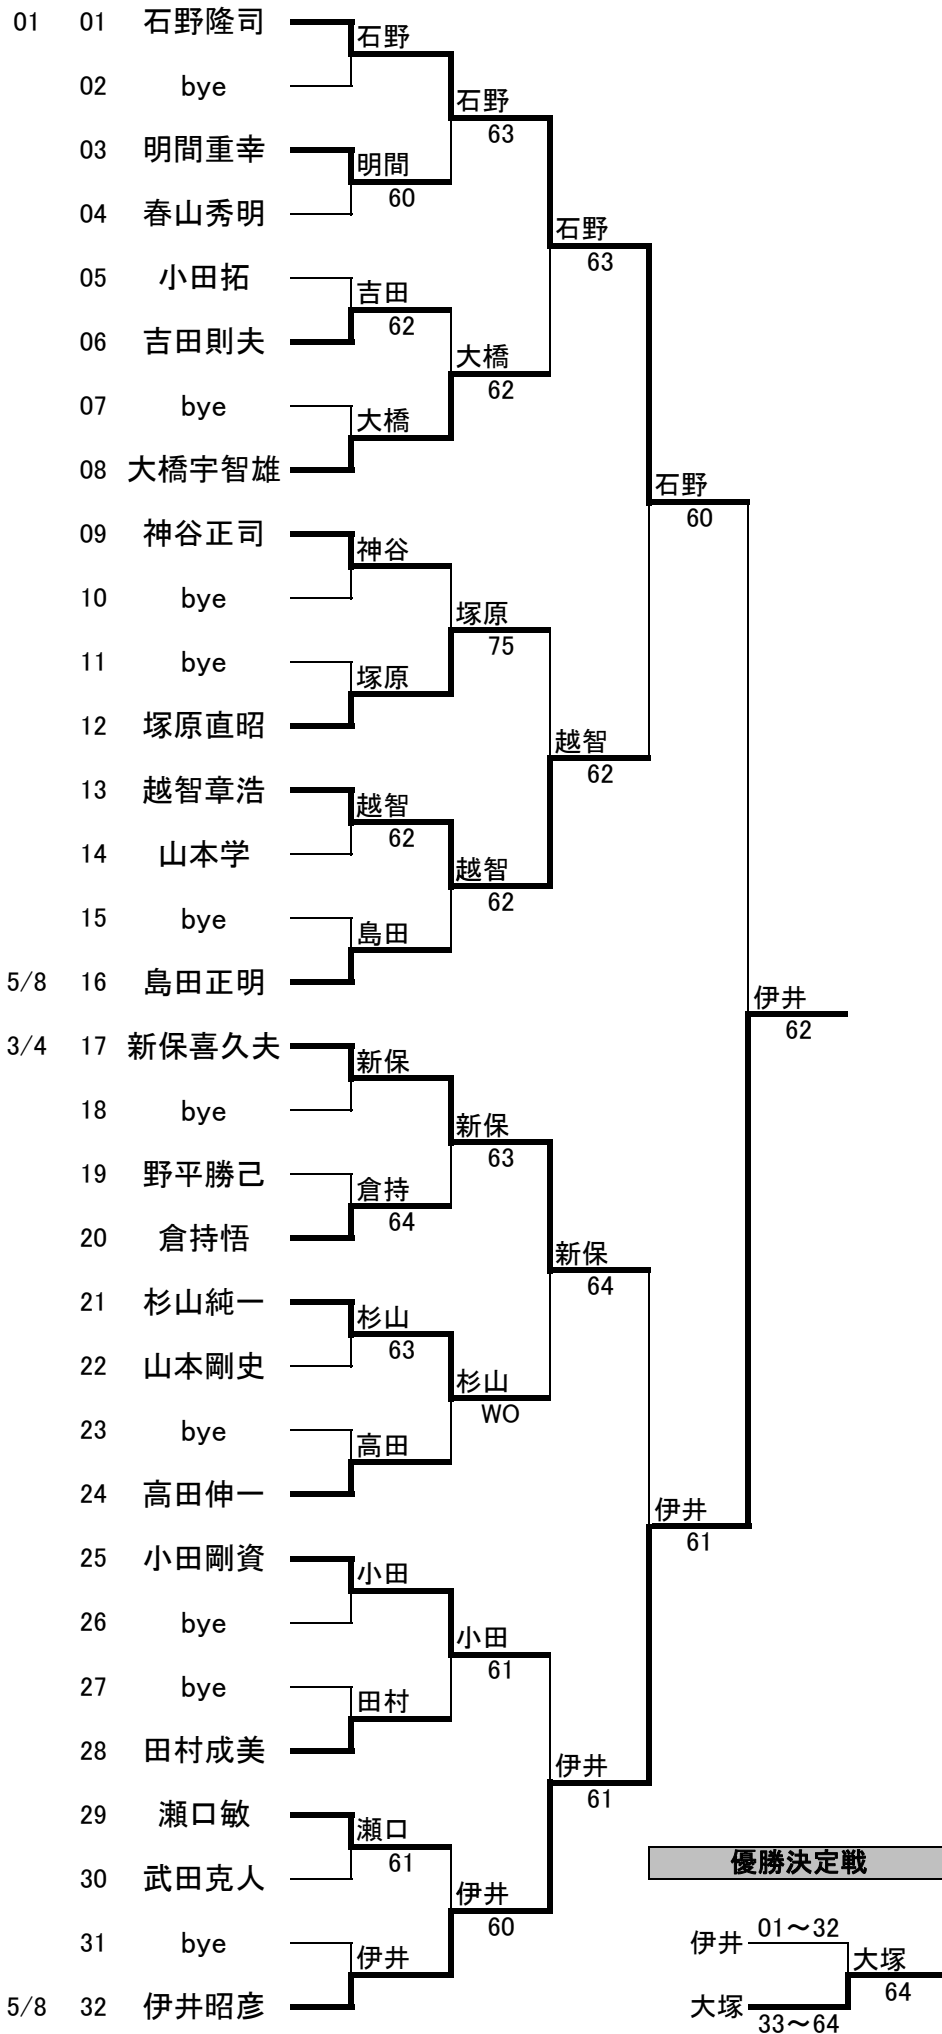 01 01 石野隆司
石野
02 bye
石野
63
03 明間重幸
明間
60
04 春山秀明
石野
63
05 小田拓
吉田
62
06 吉田則夫
大橋
62
07 bye
大橋
08 大橋宇智雄
石野
60
09 神谷正司
神谷
10 bye
塚原
75
11 bye
塚原
12 塚原直昭
越智
62
13 越智章浩
越智
62
14 山本学
越智
62
15 bye
島田
5/8 16 島田正明
伊井
62
3/4 17 新保喜久夫
新保
18 bye
新保
63
19 野平勝己
倉持
64
20 倉持悟
新保
64
21 杉山純一
杉山
63
22 山本剛史
杉山
WO
23 bye
高田
24 高田伸一
伊井
61
25 小田剛資
小田
26 bye
小田
61
27 bye
田村
28 田村成美
伊井
61
29 瀬口敏
瀬口
61
30 武田克人
伊井
60
31 bye
伊井
5/8 32 伊井昭彦
優勝決定戦
伊井 01～32
大塚
64
大塚 33～64